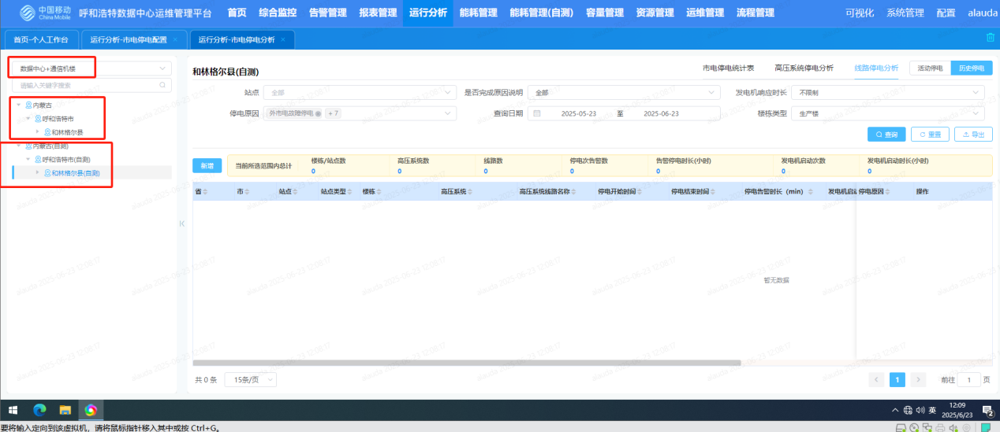 中国移动 China Mobile 呼和浩特数据中心运维管理平台 首页 综合监控 告警管理 报表管理 运行分析 能耗管理 能耗管理(自测) 容量管理 资源管理 运维管理 流程管理 可视化 系统管理 配置 alauda
首页-个人工作台 运行分析-市电停电配置 × 运行分析-市电停电分析 ×
数据中心+通信机楼
请输入关键字搜索
内蒙古
呼和浩特市
和林格尔县
内蒙古(自测)
呼和浩特市(自测)
和林格尔县(自测)
和林格尔县(自测) 市电停电统计表 高压系统停电分析 线路停电分析 活动停电 历史停电
站点 全部 是否完成原因说明 全部 发电机响应时长 不限制
停电原因 外市电故障停电 + 7 查询日期 2025-05-23 至 2025-06-23 楼栋类型 生产楼
查询 重置 导出
新增 当前所选范围内总计 楼栋/站点数 0 高压系统数 0 线路数 0 停电次告警数 0 告警停电时长(小时) 0 发电机启动次数 0 发电机启动时长(小时) 0
省 市 站点 站点类型 楼栋 高压系统 高压系统线路名称 停电开始时间 停电结束时间 停电告警时长（min） 发电机启动 停电原因 操作
暂无数据
共 0 条 15条/页 1 前往 1 页
alauda 2025-06-23 12:08:17
英 12:09
2025/6/23 2
要将输入定向到该虚拟机，请将鼠标指针移入其中或按 Ctrl+G。